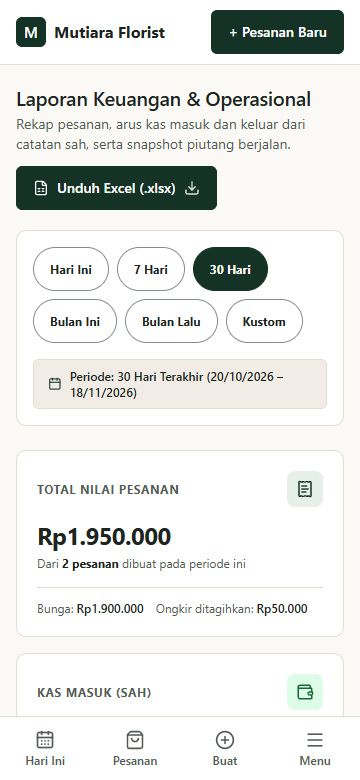 M Mutiara Florist + Pesanan Baru
Laporan Keuangan & Operasional
Rekap pesanan, arus kas masuk dan keluar dari
catatan sah, serta snapshot piutang berjalan.
Unduh Excel (.xlsx)
Hari Ini 7 Hari 30 Hari
Bulan Ini Bulan Lalu Kustom
Periode: 30 Hari Terakhir (20/10/2026 –
18/11/2026)
TOTAL NILAI PESANAN
Rp1.950.000
Dari 2 pesanan dibuat pada periode ini
Bunga: Rp1.900.000 Ongkir ditagihkan: Rp50.000
KAS MASUK (SAH)
Hari Ini Pesanan Buat Menu